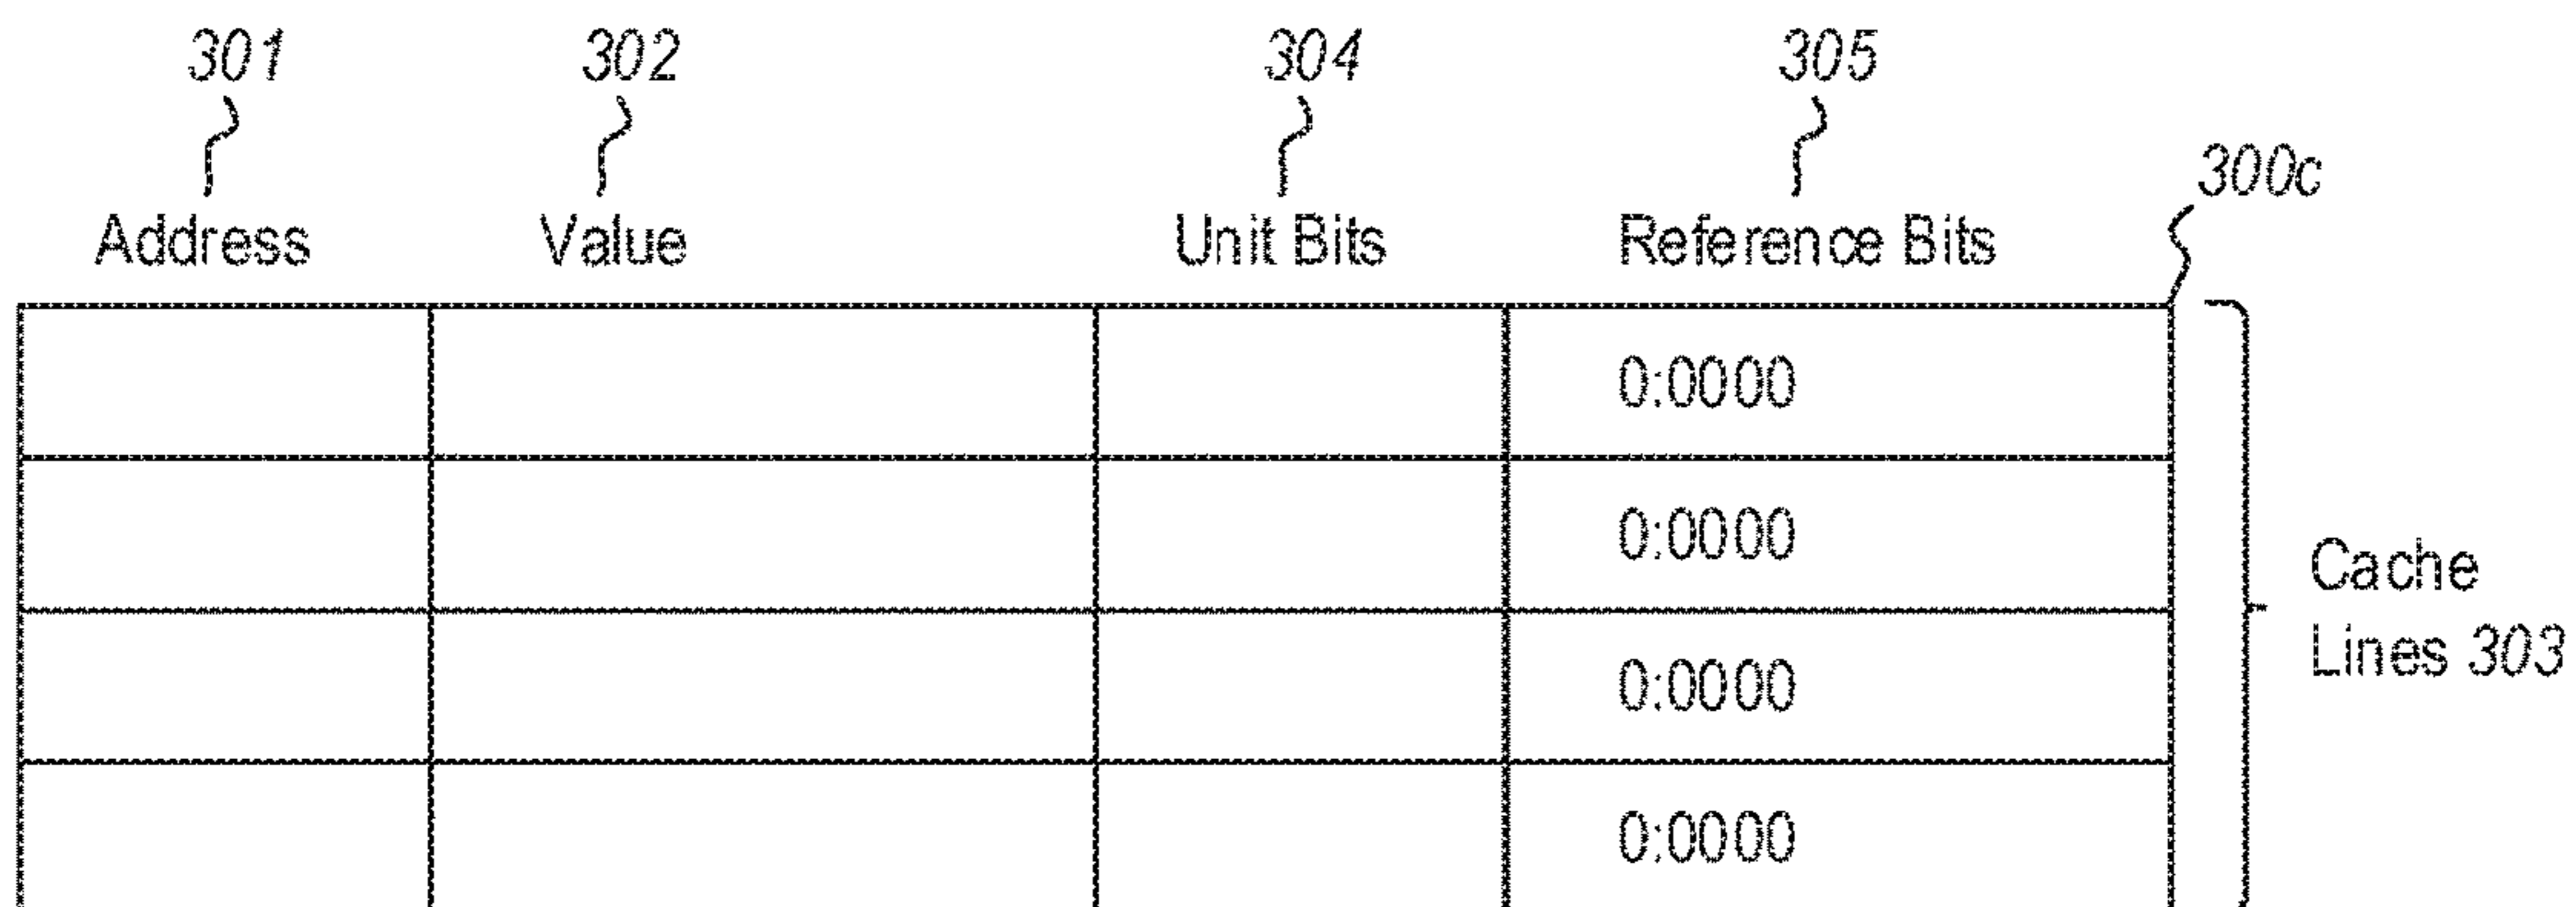 301 302 304 305
300c
Address Value Unit Bits Reference Bits
0:0000
0:0000
Cache
Lines 303
0:0000
0:0000